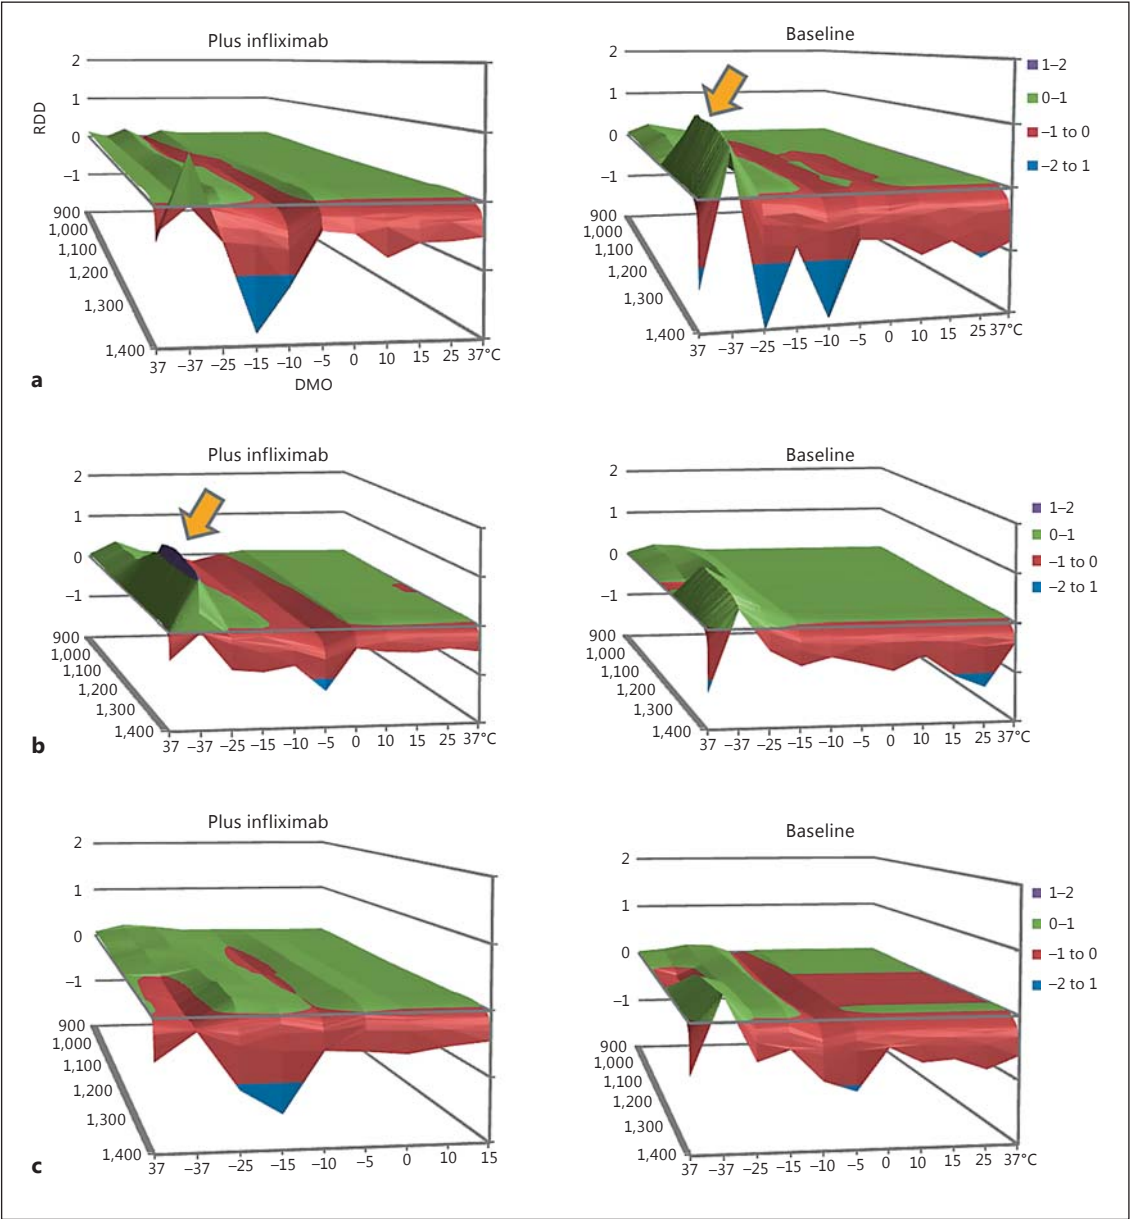 Plus infliximab
Baseline
RDD
2
1
0
–1
900
1,000
1,100
1,200
1,300
1,400
37 –37 –25 –15 –10 –5 0 10 15 25 37°C
DMO
2
1
0
–1
900
1,000
1,100
1,200
1,300
1,400
37 –37 –25 –15 –10 –5 0 10 15 25 37°C
1–2
0–1
–1 to 0
–2 to 1
a
Plus infliximab
Baseline
2
1
0
–1
900
1,000
1,100
1,200
1,300
1,400
37 –37 –25 –15 –10 –5 0 10 15 25 37°C
2
1
0
–1
900
1,000
1,100
1,200
1,300
1,400
37 –37 –25 –15 –10 –5 0 10 15 25 37°C
1–2
0–1
–1 to 0
–2 to 1
b
Plus infliximab
Baseline
2
1
0
–1
900
1,000
1,100
1,200
1,300
1,400
37 –37 –25 –15 –10 –5 0 10 15
2
1
0
–1
900
1,000
1,100
1,200
1,300
1,400
37 –37 –25 –15 –10 –5 0 10 15 25 37°C
1–2
0–1
–1 to 0
–2 to 1
c